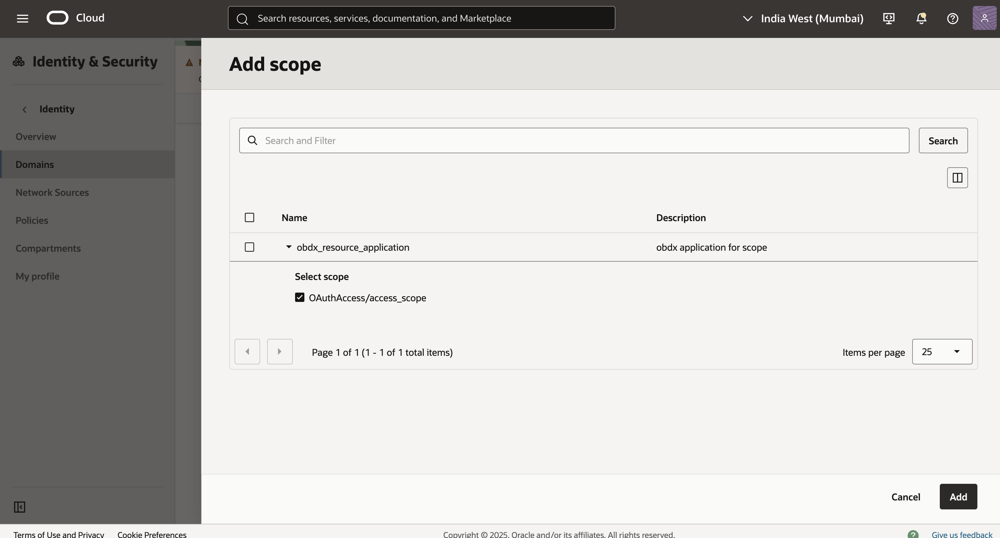 Cloud
Search resources, services, documentation, and Marketplace
India West (Mumbai)
Identity & Security
Add scope
Identity
Overview
Domains
Network Sources
Policies
Compartments
My profile
Search and Filter
Search
Name Description
obdx_resource_application obdx application for scope
Select scope
OAuthAccess/access_scope
Page 1 of 1 (1 - 1 of 1 total items)
Items per page 25
Cancel Add
Terms of Use and Privacy Cookie Preferences Copyright © 2025, Oracle and/or its affiliates. All rights reserved. Give us feedback